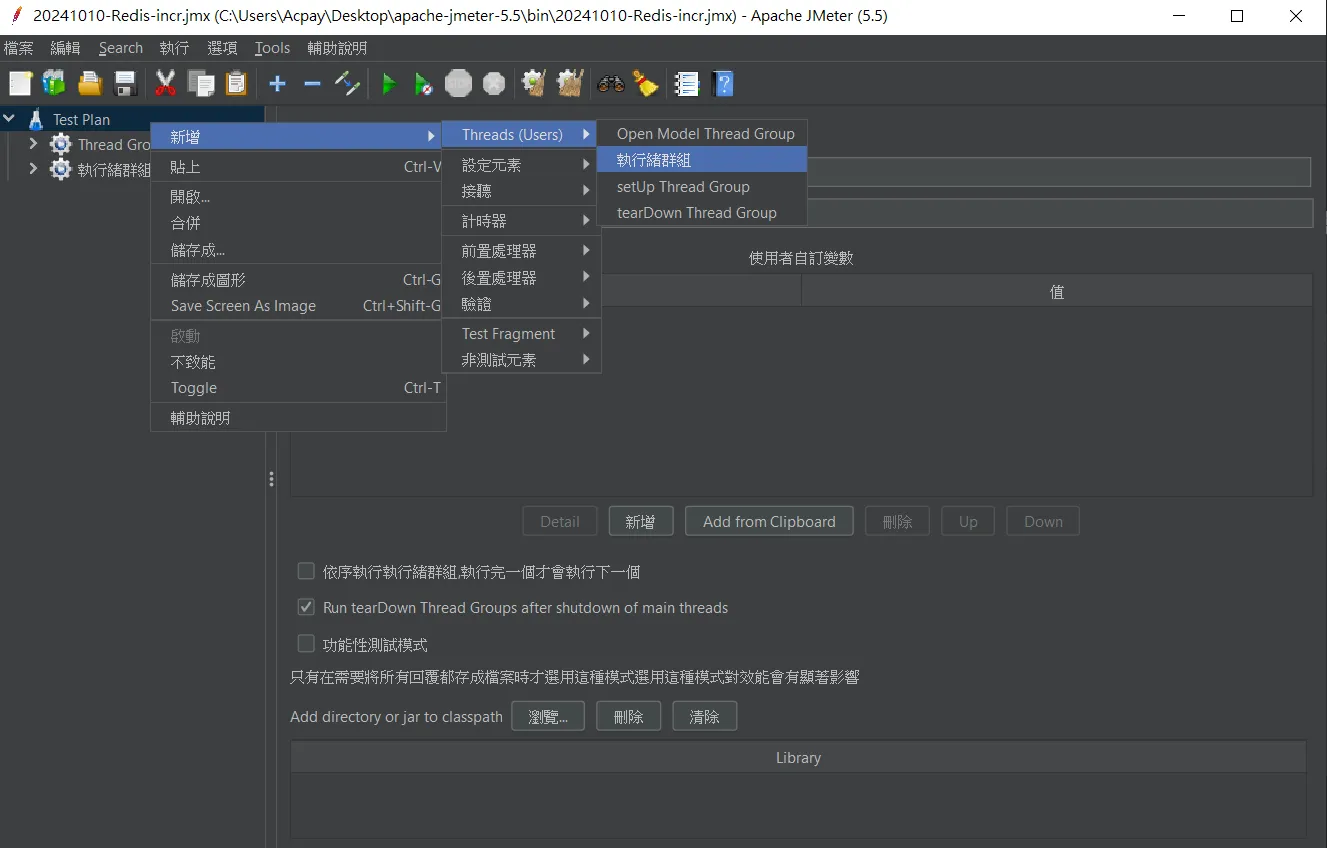 20241010-Redis-incr.jmx (C:\Users\Acpay\Desktop\apache-jmeter-5.5\bin\20241010-Redis-incr.jmx) - Apache JMeter (5.5)
檔案 編輯 Search 執行 選項 Tools 輔助說明
STOP
Test Plan
Thread Gro
執行緒群組
新增
貼上 Ctrl-V
開啟...
合併
儲存成...
儲存成圖形 Ctrl-G
Save Screen As Image Ctrl+Shift-G
啟動
不致能
Toggle Ctrl-T
輔助說明
Threads (Users)
設定元素
接聽
計時器
前置處理器
後置處理器
驗證
Test Fragment
非測試元素
Open Model Thread Group
執行緒群組
setUp Thread Group
tearDown Thread Group
使用者自訂變數
值
Detail 新增 Add from Clipboard 刪除 Up Down
依序執行執行緒群組,執行完一個才會執行下一個
Run tearDown Thread Groups after shutdown of main threads
功能性測試模式
只有在需要將所有回覆都存成檔案時才選用這種模式選用這種模式對效能會有顯著影響
Add directory or jar to classpath 瀏覽... 刪除 清除
Library